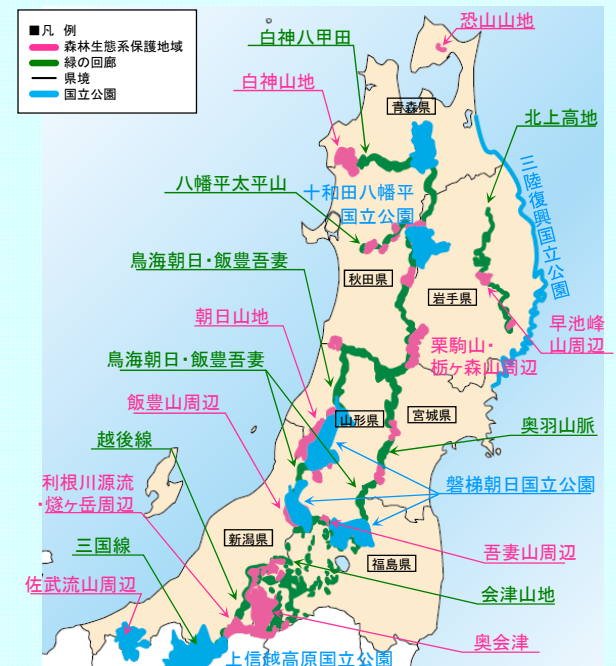 ■凡 例
森林生態系保護地域
緑の回廊
県境
国立公園
恐山山地
白神八甲田
白神山地
青森県
北上高地
八幡平太平山
十和田八幡平
国立公園
三陸復興国立公園
鳥海朝日・飯豊吾妻
秋田県
岩手県
朝日山地
早池峰
山周辺
栗駒山・
栃ヶ森山周辺
鳥海朝日・飯豊吾妻
飯豊山周辺
山形県
宮城県
奥羽山脈
越後線
利根川源流
・燧ヶ岳周辺
磐梯朝日国立公園
新潟県
三国線
吾妻山周辺
福島県
佐武流山周辺
会津山地
奥会津
上信越高原国立公園